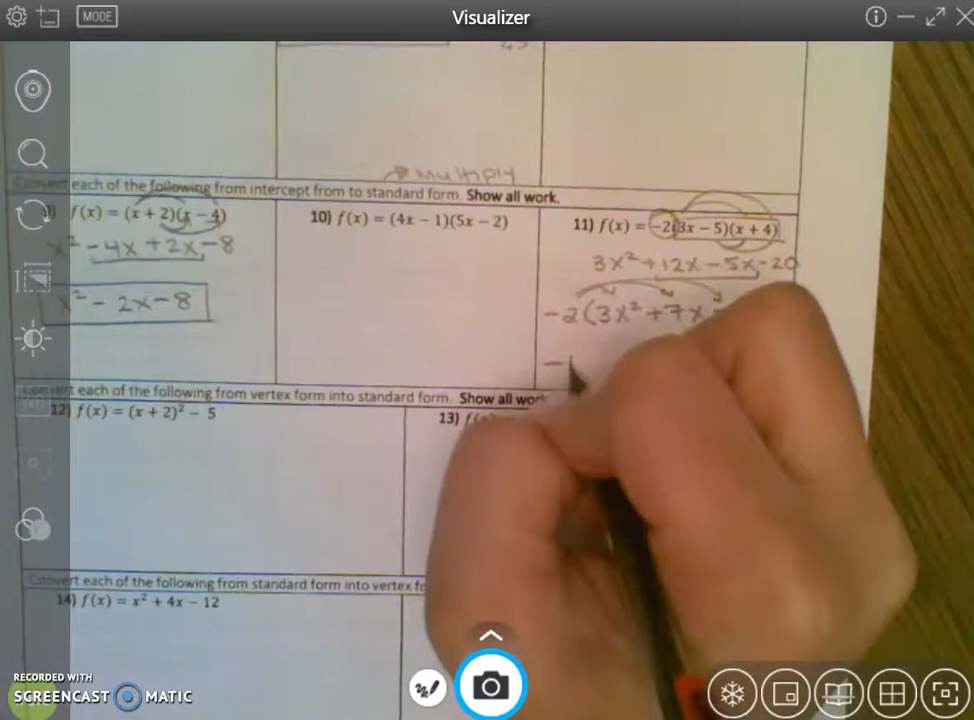 Visualizer
MODE
Multiply
each of the following from intercept from to standard form. Show all work.
f(x) = (x + 2)(x − 4)
x² − 4x + 2x − 8
x² − 2x − 8
10) f(x) = (4x − 1)(5x − 2)
11) f(x) = −2(3x − 5)(x + 4)
3x² + 12x − 5x − 20
−2(3x² + 7x −
Convert each of the following from vertex form into standard form. Show all work
12) f(x) = (x + 2)² − 5
13)
Convert each of the following from standard form into vertex
14) f(x) = x² + 4x − 12
RECORDED WITH
SCREENCAST MATIC